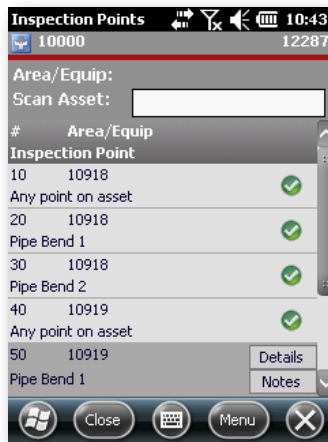 Inspection Points 10:43
10000 12287
Area/Equip:
Scan Asset:
# Area/Equip
Inspection Point
10 10918
Any point on asset
20 10918
Pipe Bend 1
30 10918
Pipe Bend 2
40 10919
Any point on asset
50 10919 Details
Pipe Bend 1 Notes
Close Menu